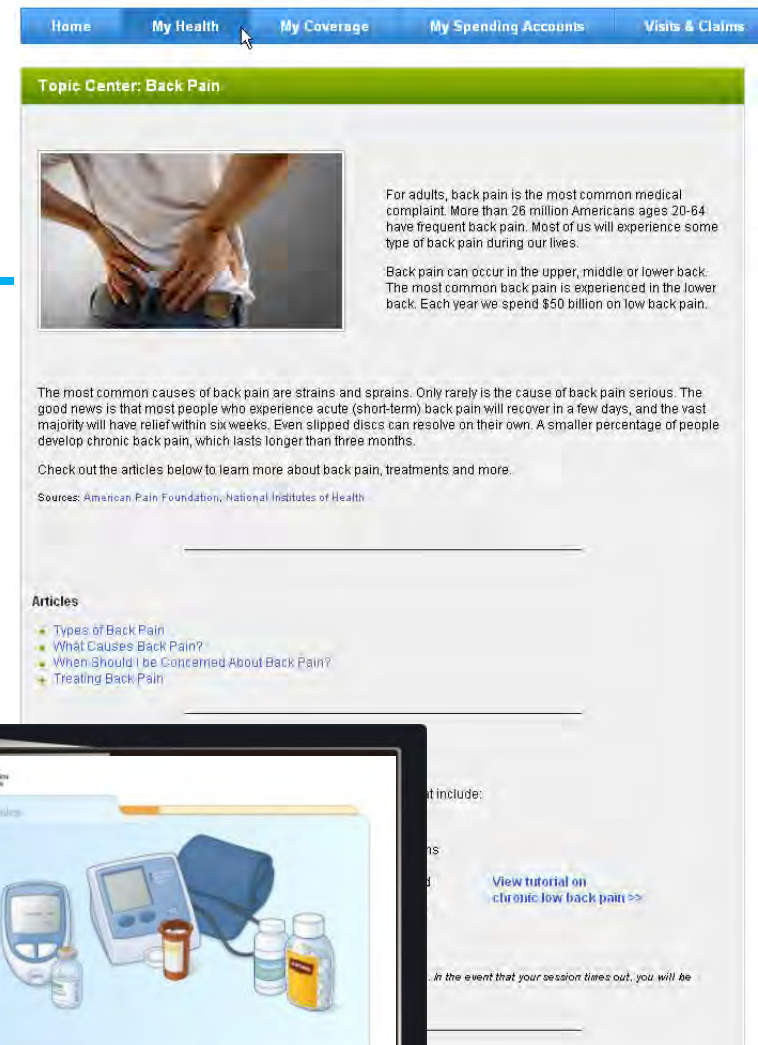 Home My Health My Coverage My Spending Accounts Visits & Claims
Topic Center: Back Pain
For adults, back pain is the most common medical
complaint. More than 26 million Americans ages 20-64
have frequent back pain. Most of us will experience some
type of back pain during our lives.
Back pain can occur in the upper, middle or lower back.
The most common back pain is experienced in the lower
back. Each year we spend $50 billion on low back pain.
The most common causes of back pain are strains and sprains. Only rarely is the cause of back pain serious. The
good news is that most people who experience acute (short-term) back pain will recover in a few days, and the vast
majority will have relief within six weeks. Even slipped discs can resolve on their own. A smaller percentage of people
develop chronic back pain, which lasts longer than three months.
Check out the articles below to learn more about back pain, treatments and more.
Sources: American Pain Foundation, National Institutes of Health
Articles
Types of Back Pain
What Causes Back Pain?
When Should I be Concerned About Back Pain?
Treating Back Pain
include:
View tutorial on
chronic low back pain >>
In the event that your session times out, you will be